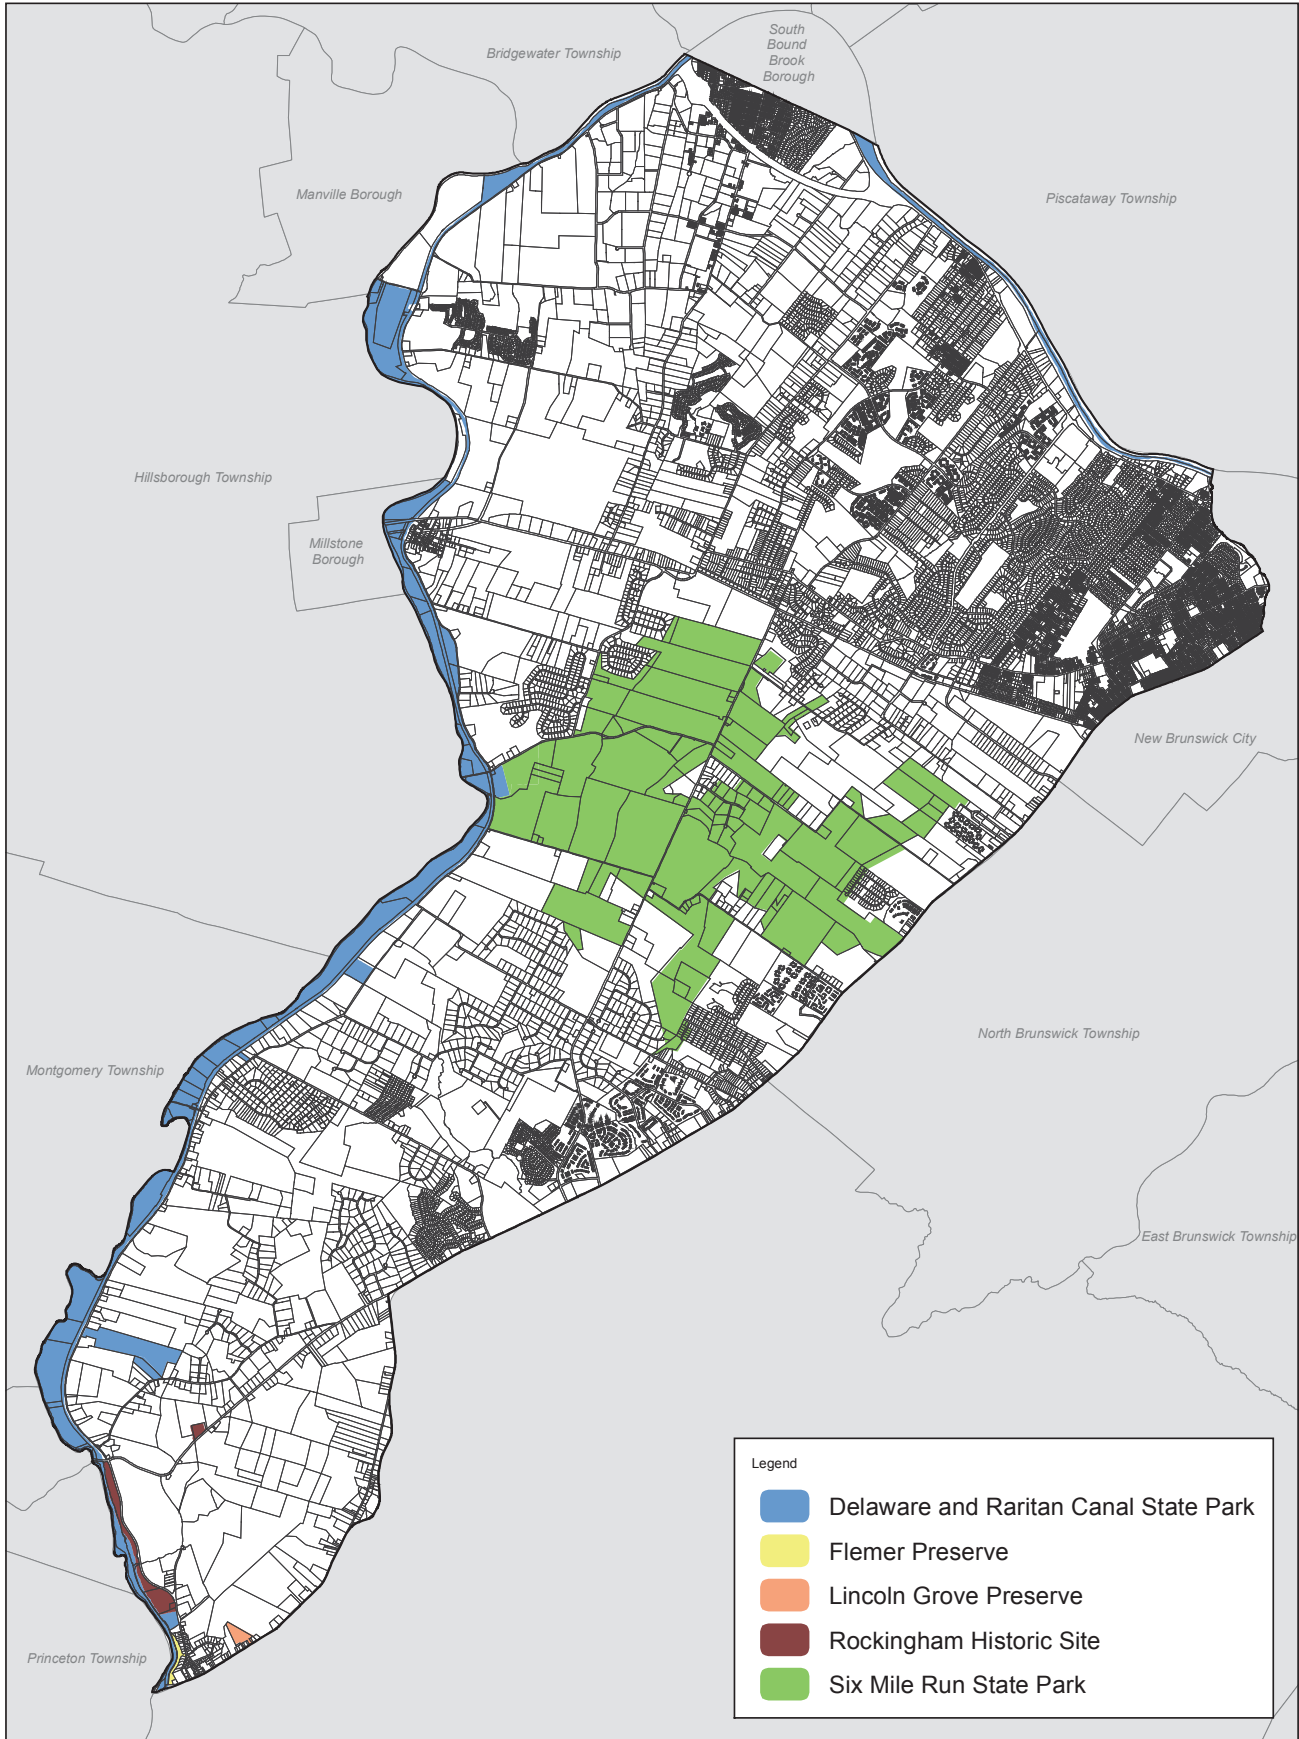 South
Bound
Brook
Borough
Bridgewater Township
Manville Borough
Piscataway Township
Hillsborough Township
Millstone
Borough
New Brunswick City
North Brunswick Township
Montgomery Township
East Brunswick Township
Princeton Township
Legend
Delaware and Raritan Canal State Park
Flemer Preserve
Lincoln Grove Preserve
Rockingham Historic Site
Six Mile Run State Park